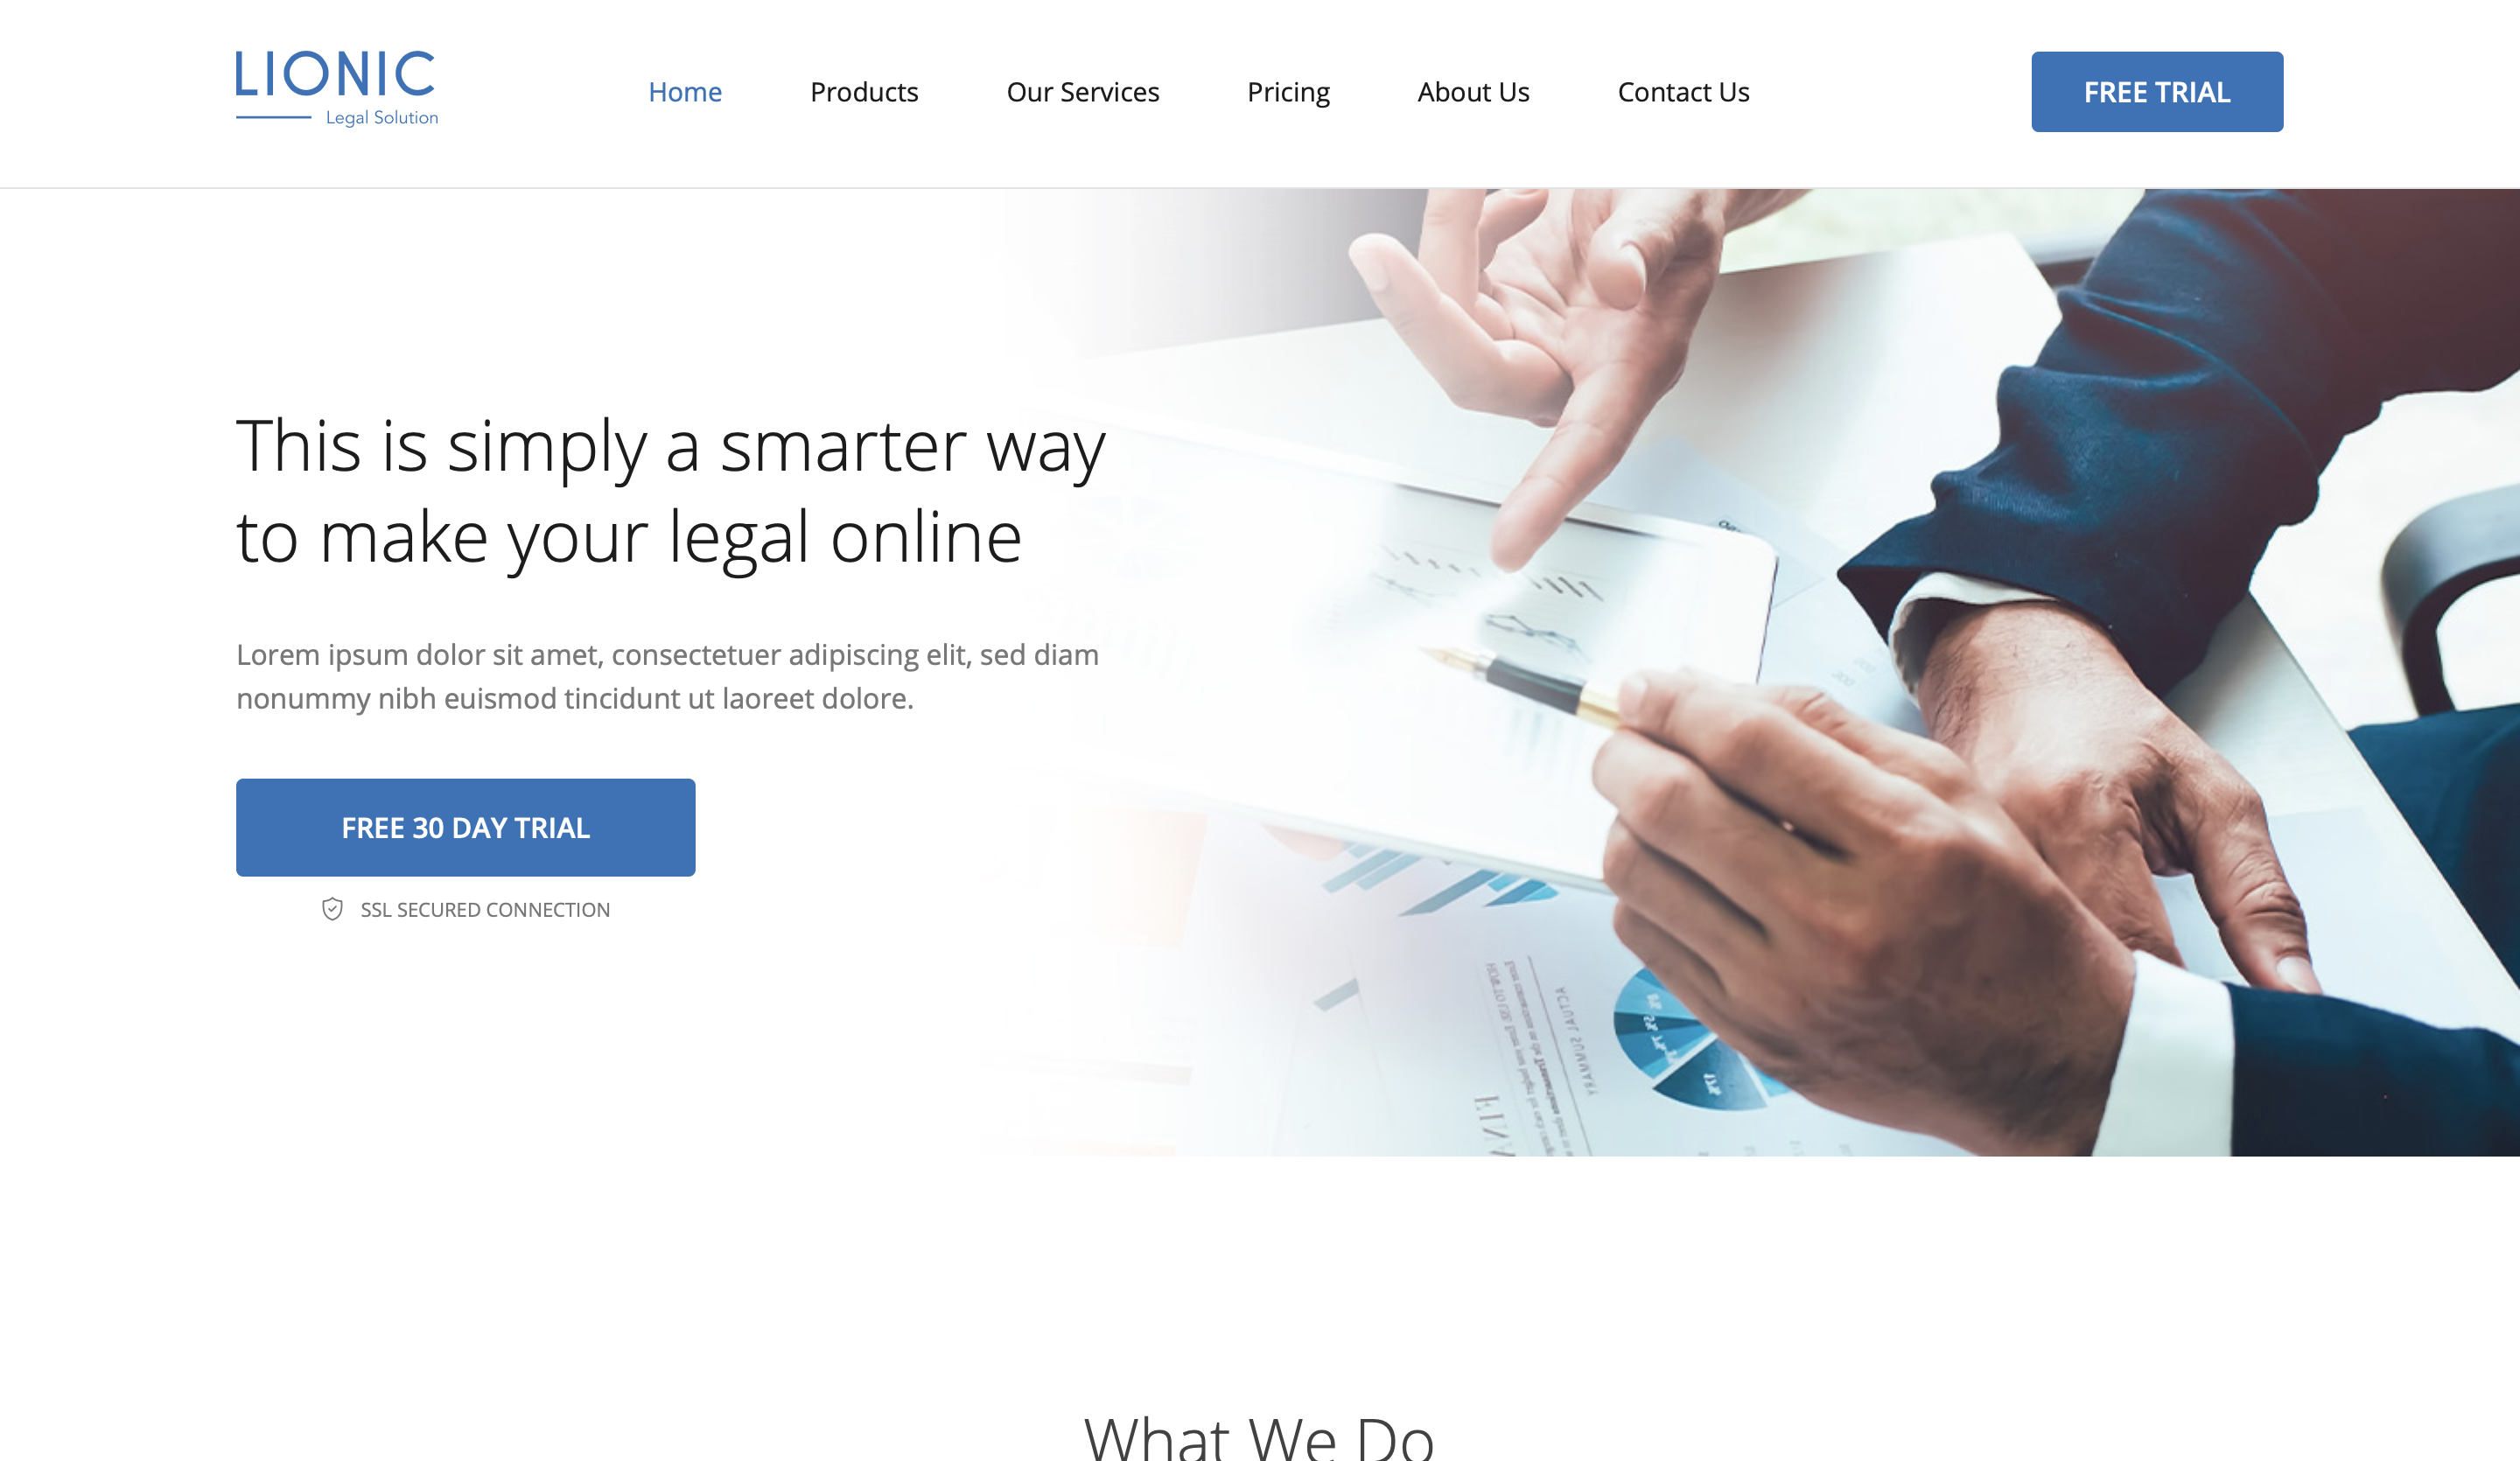 LIONIC
Legal Solution
Home
Products
Our Services
Pricing
About Us
Contact Us
FREE TRIAL
This is simply a smarter way
to make your legal online
Lorem ipsum dolor sit amet, consectetuer adipiscing elit, sed diam
nonummy nibh euismod tincidunt ut laoreet dolore.
FREE 30 DAY TRIAL
SSL SECURED CONNECTION
What We Do